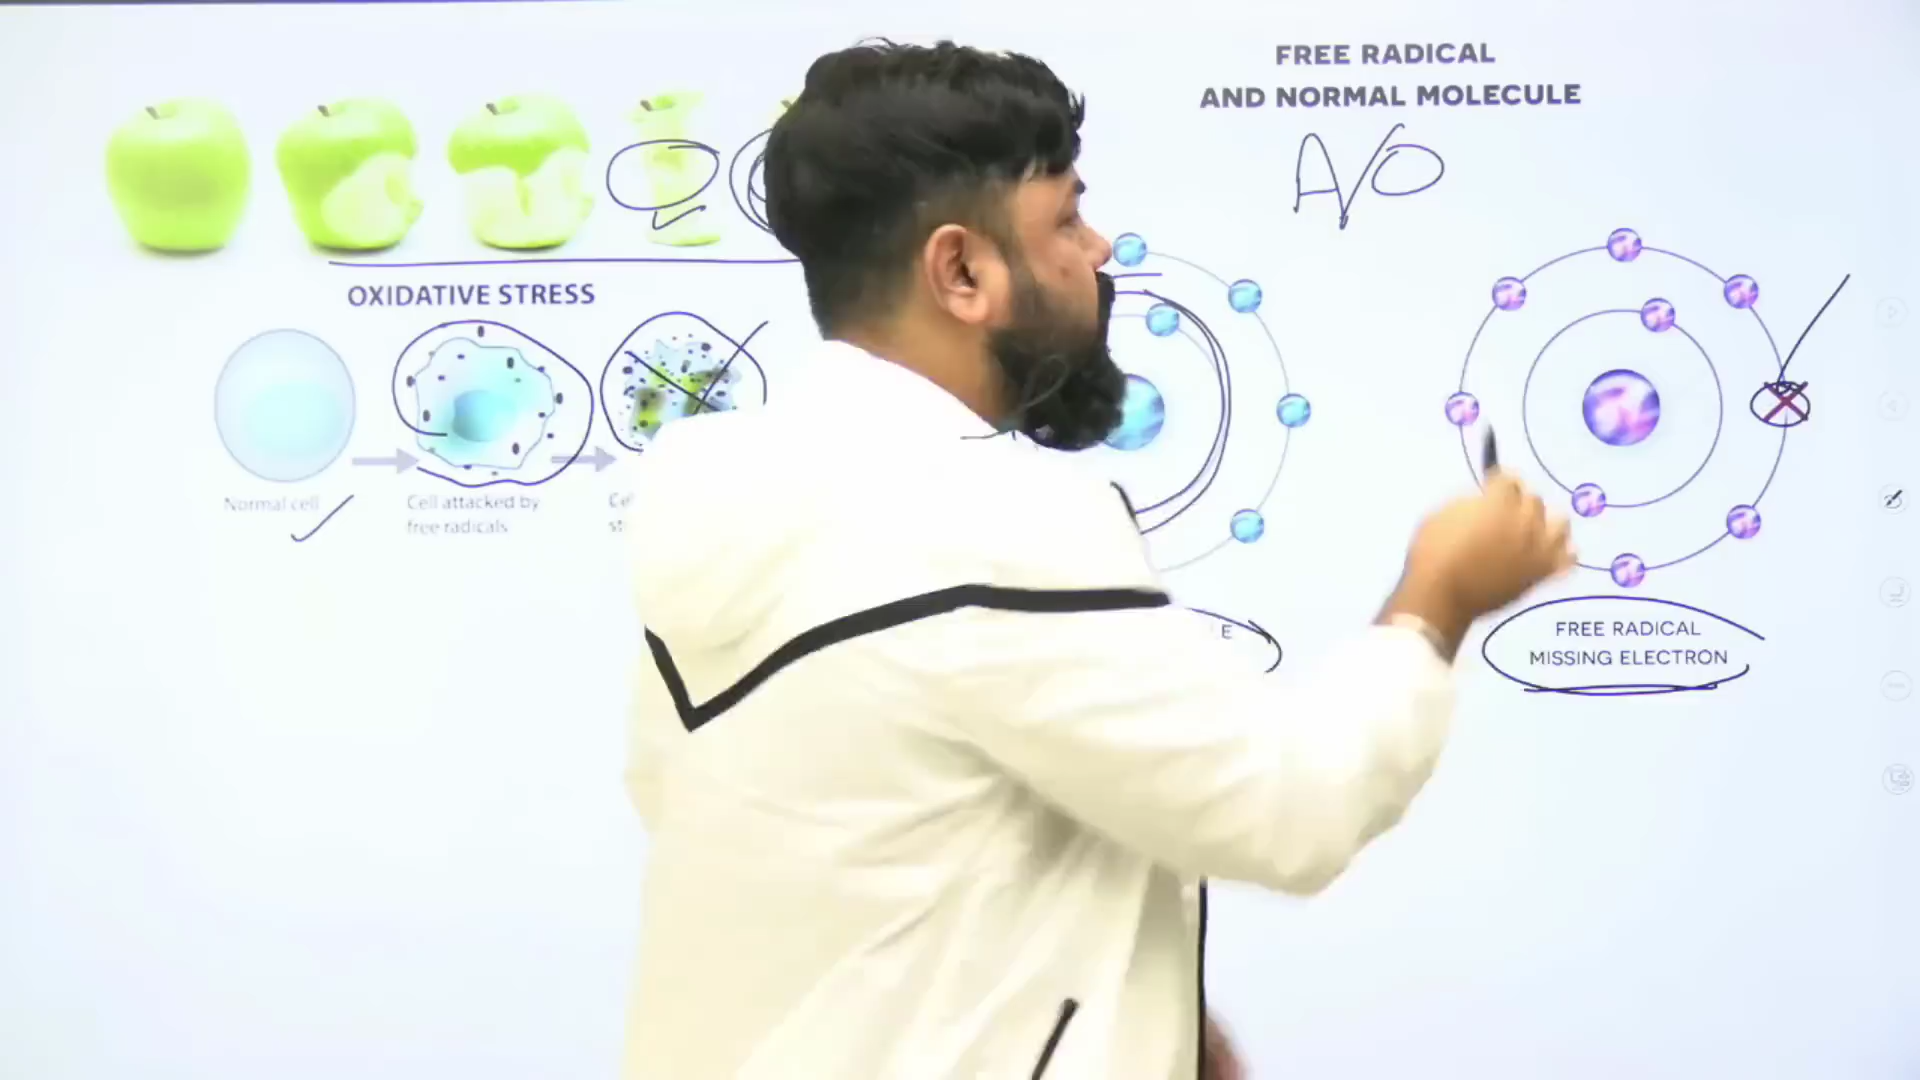 FREE RADICAL
AND NORMAL MOLECULE
A/O
OXIDATIVE STRESS
Normal cell
Cell attacked by
free radicals
FREE RADICAL
MISSING ELECTRON